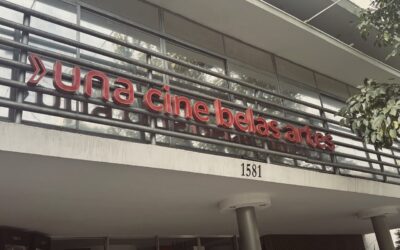 una cine belas artes
1581